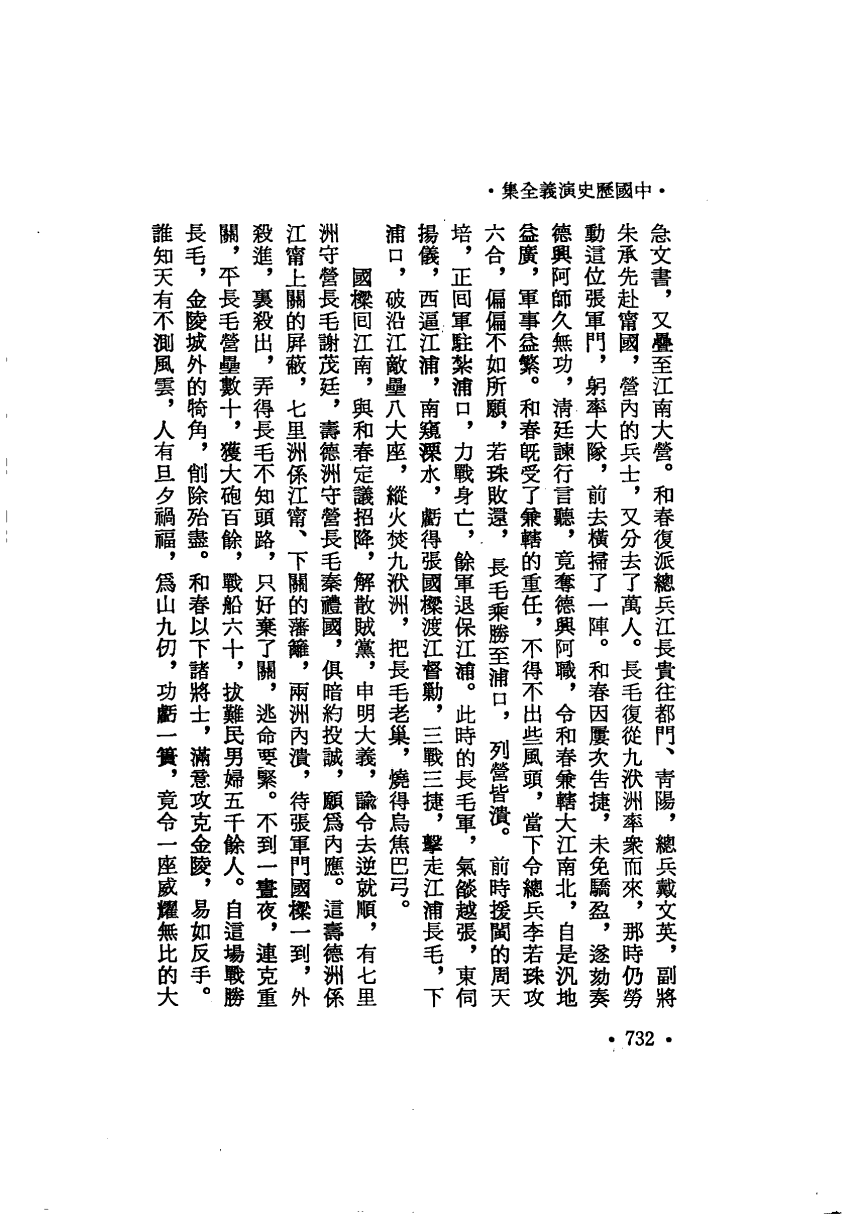 •中國歷史演義全集•
急文書，又疊至江南大營。和春復派總兵江長貴往都門、青陽，總兵戴文英，副將
朱承先赴甯國，營內的兵士，又分去了萬人。長毛復從九洑洲率衆而來，那時仍勞
動這位張軍門，躬率大隊，前去橫掃了一陣。和春因屢次告捷，未免驕盈，遂劾奏
德興阿師久無功，淸廷諫行言聽，竟奪德興阿職，令和春兼轄大江南北，自是汎地
益廣，軍事益繁。和春旣受了兼轄的重任，不得不出些風頭，當下令總兵李若珠攻
六合，偏偏不如所願，若珠敗還，長毛乘勝至浦口，列營皆潰。前時援閩的周天
培，正囘軍駐紮浦口，力戰身亡，餘軍退保江浦。此時的長毛軍，氣燄越張，東伺
揚儀，西逼江浦，南窺溧水，虧得張國樑渡江督勦，三戰三捷，擊走江浦長毛，下
浦口，破沿江敵壘八大座，縱火焚九洑洲，把長毛老巢，燒得烏焦巴弓。
國樑囘江南，與和春定議招降，解散賊黨，申明大義，諭令去逆就順，有七里
洲守營長毛謝茂廷，壽德洲守營長毛秦禮國，俱暗約投誠，願爲內應。這壽德洲係
江甯上關的屏蔽，七里洲係江甯、下關的藩籬，兩洲內潰，待張軍門國樑一到，外
殺進，裏殺出，弄得長毛不知頭路，只好棄了關，逃命要緊。不到一晝夜，連克重
關，平長毛營壘數十，獲大砲百餘，戰船六十，拔難民男婦五千餘人。自這場戰勝
長毛，金陵城外的犄角，削除殆盡。和春以下諸將士，滿意攻克金陵，易如反手。
誰知天有不測風雲，人有旦夕禍福，爲山九仞，功虧一簣，竟令一座威耀無比的大
•732•